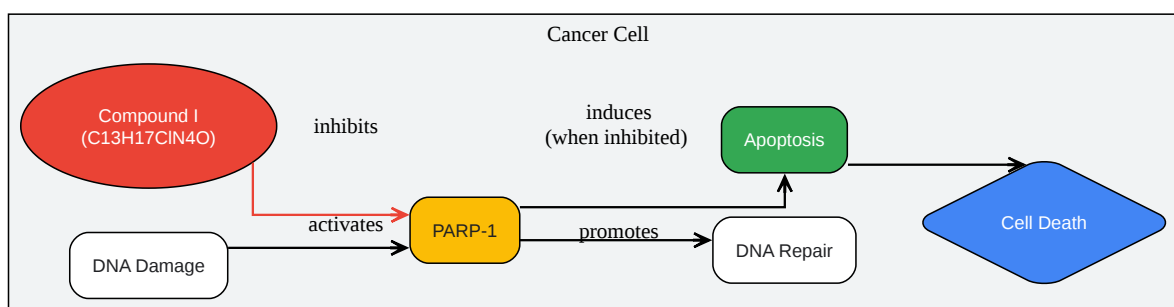 Cancer Cell
Compound I
(C13H17ClN4O)
inhibits
induces
(when inhibited)
Apoptosis
activates
PARP-1
promotes
DNA Damage
DNA Repair
Cell Death